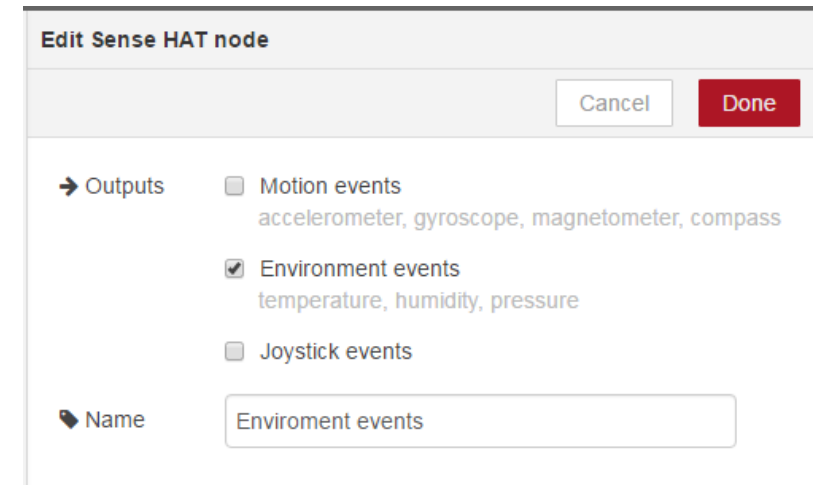 Edit Sense HAT node
Cancel Done
Outputs Motion events
accelerometer, gyroscope, magnetometer, compass
Environment events
temperature, humidity, pressure
Joystick events
Name Enviroment events